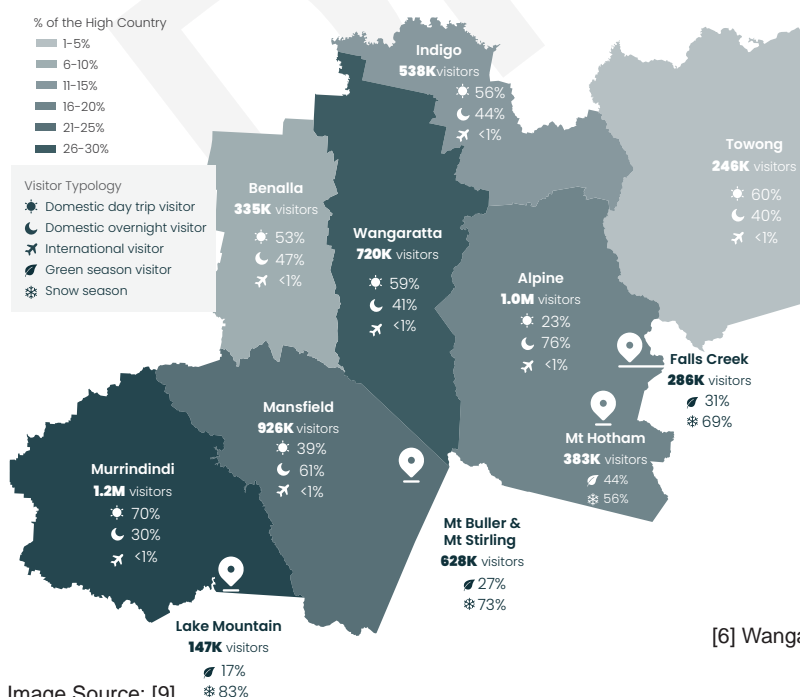 % of the High Country
1-5%
6-10%
11-15%
16-20%
21-25%
26-30%
Visitor Typology
Domestic day trip visitor
Domestic overnight visitor
International visitor
Green season visitor
Snow season
Indigo
538K visitors
56%
44%
<1%
Towong
246K visitors
60%
40%
<1%
Benalla
335K visitors
53%
47%
<1%
Wangaratta
720K visitors
59%
41%
<1%
Alpine
1.0M visitors
23%
76%
<1%
Falls Creek
286K visitors
31%
69%
Mansfield
926K visitors
39%
61%
<1%
Mt Hotham
383K visitors
44%
56%
Murrindindi
1.2M visitors
70%
30%
<1%
Mt Buller &
Mt Stirling
628K visitors
27%
73%
Lake Mountain
147K visitors
17%
83%
[6] Wanga
Image Source: [9]